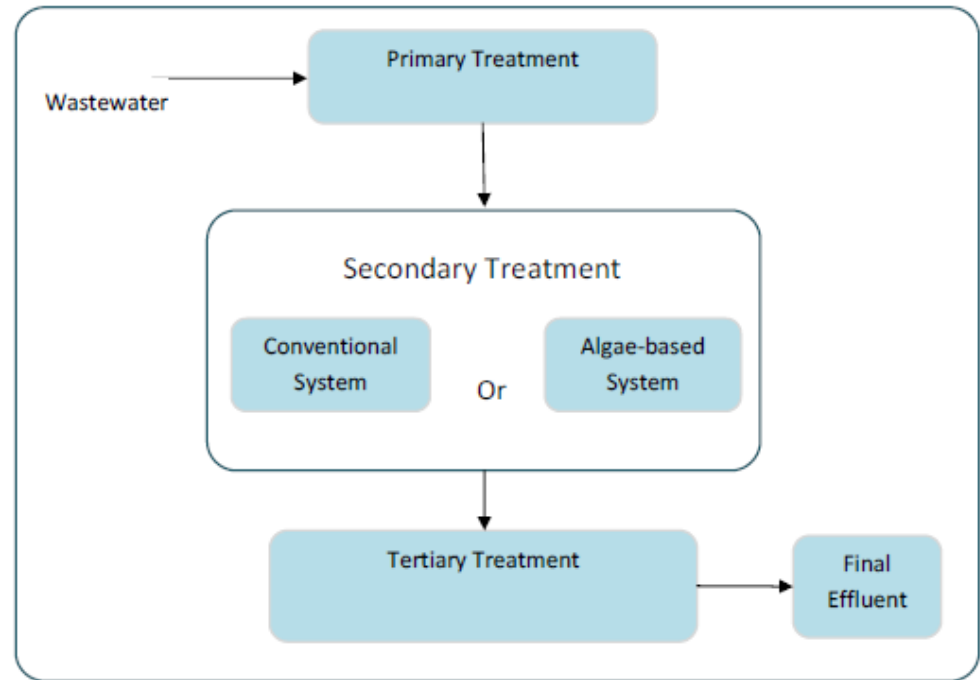 Primary Treatment
Wastewater
Secondary Treatment
Conventional
System
Or
Algae-based
System
Tertiary Treatment
Final
Effluent